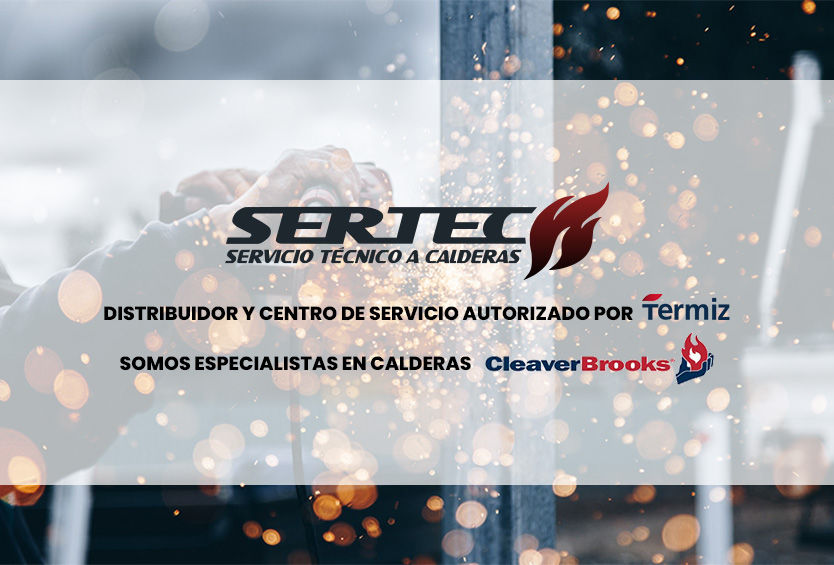 SERTEC
SERVICIO TÉCNICO A CALDERAS
DISTRIBUIDOR Y CENTRO DE SERVICIO AUTORIZADO POR Termiz
SOMOS ESPECIALISTAS EN CALDERAS CleaverBrooks